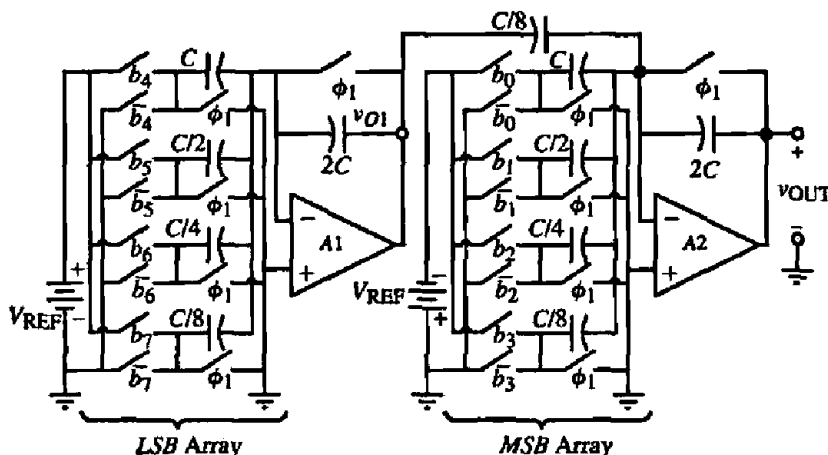 C/8
C
b₄
ϕ₁
b̄₄
ϕ₁
vO1
C/2
2C
b₅
b̄₅
ϕ₁
C/4
b₆
b̄₆
ϕ₁
A1
−
+
+
VREF
−
C/8
b₇
b̄₇
ϕ₁
LSB Array
C
b₀
ϕ₁
b̄₀
ϕ₁
C/2
2C
b₁
b̄₁
ϕ₁
+
vOUT
−
C/4
b₂
b̄₂
ϕ₁
A2
−
+
−
VREF
+
C/8
b₃
b̄₃
ϕ₁
MSB Array